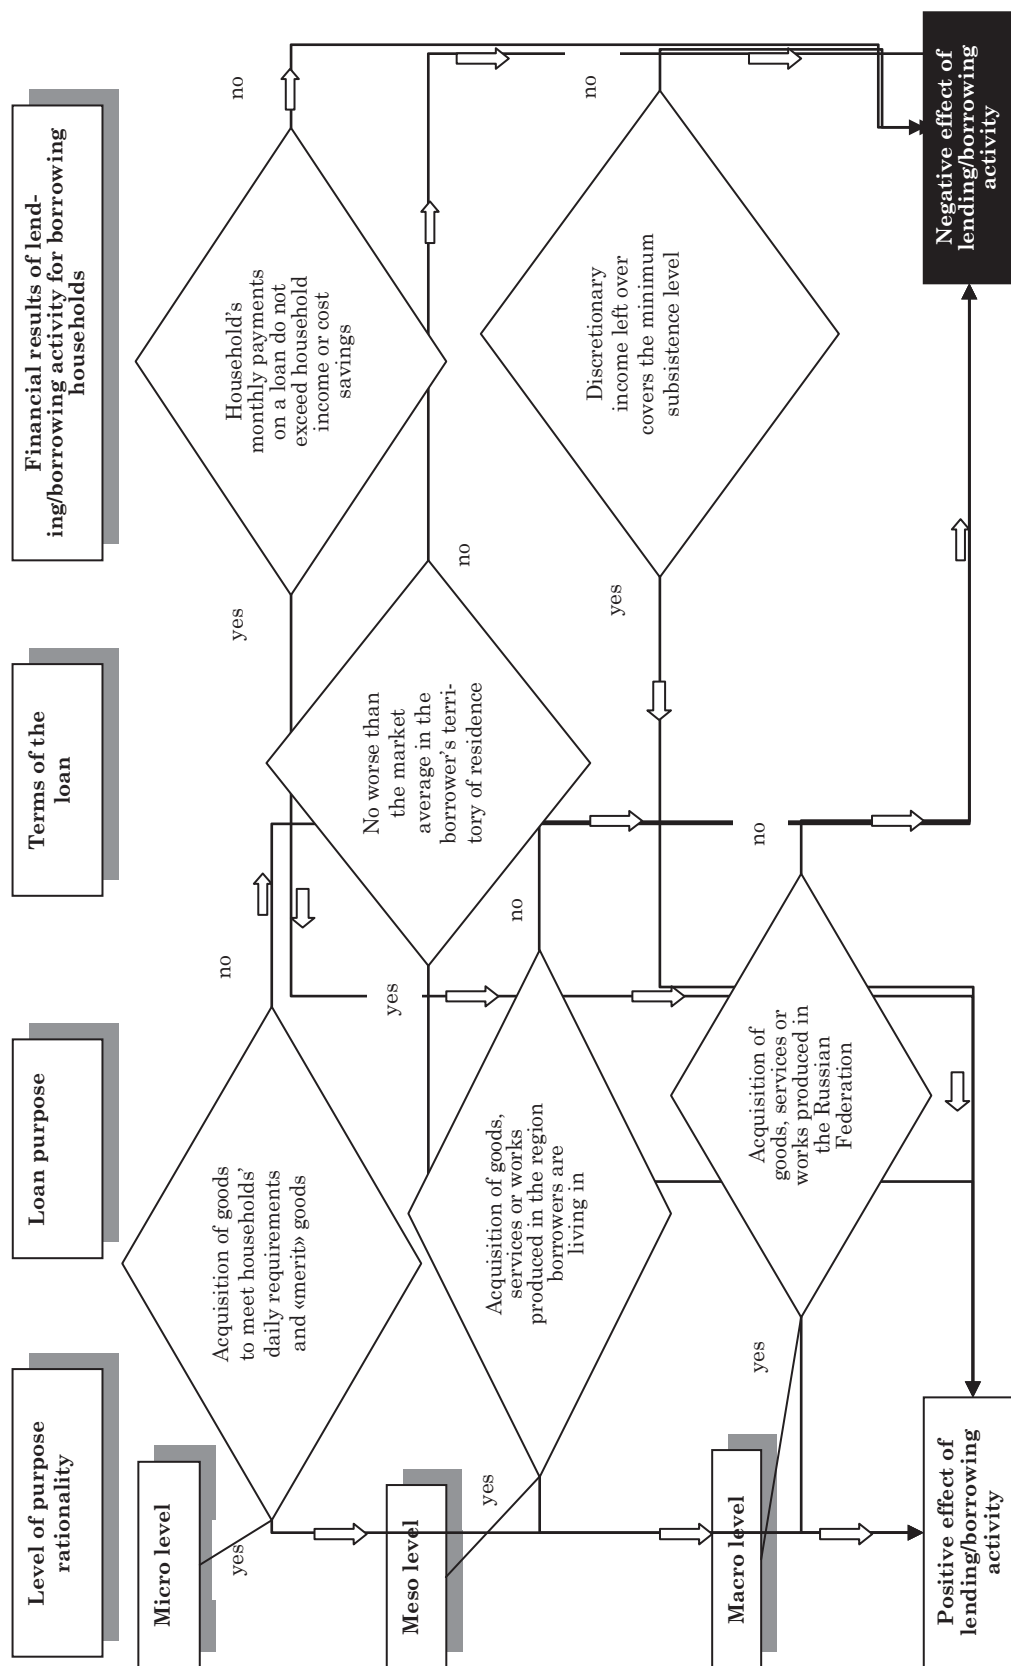 Level of purpose
rationality
Loan purpose
Terms of the
loan
Financial results of lend-
ing/borrowing activity for borrowing
households
Micro level
yes
Acquisition of goods
to meet households'
daily requirements
and «merit» goods
no
yes
Household's
monthly payments
on a loan do not
exceed household
income or cost
savings
no
yes
No worse than
the market
average in the
borrower's terri-
tory of residence
no
Meso level
yes
Acquisition of goods,
services or works
produced in the region
borrowers are
living in
no
yes
Discretionary
income left over
covers the minimum
subsistence level
no
Macro level
yes
Acquisition of
goods, services or
works produced in
the Russian
Federation
no
Positive effect of
lending/borrowing
activity
Negative effect of
lending/borrowing
activity